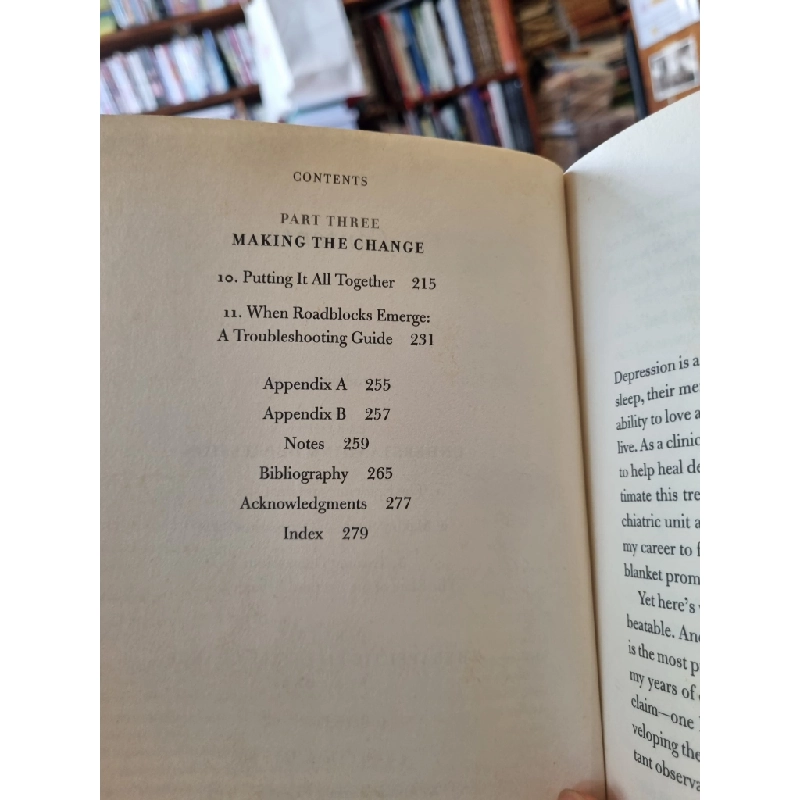 CONTENTS
PART THREE
MAKING THE CHANGE
10. Putting It All Together 215
11. When Roadblocks Emerge:
A Troubleshooting Guide 231
Appendix A 255
Appendix B 257
Notes 259
Bibliography 265
Acknowledgments 277
Index 279
Depression is a
sleep, their me
ability to love a
live. As a clinic
to help heal de
timate this tre
chiatric unit a
my career to f
blanket prom
Yet here's
beatable. And
is the most p
my years of
claim—one
veloping the
tant observa